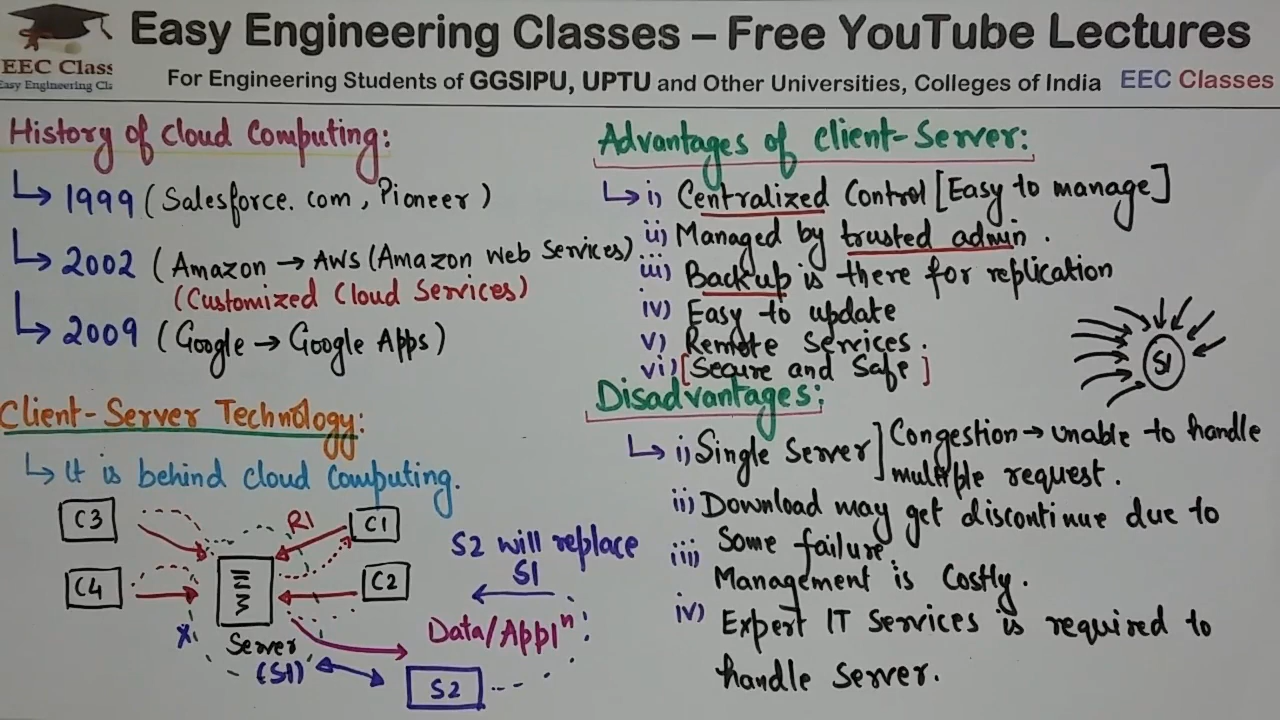 Easy Engineering Classes – Free YouTube Lectures
EEC Class
Easy Engineering Cla
For Engineering Students of GGSIPU, UPTU and Other Universities, Colleges of India EEC Classes
History of Cloud Computing:
↳ 1999 (Salesforce.com, Pioneer)
↳ 2002 (Amazon → AWS (Amazon Web Services)
(Customized Cloud Services)
↳ 2009 (Google → Google Apps)
Client-Server Technology:
↳ It is behind cloud computing.
C3
R1
C1
C4
C2
Server
(S1)
X
S2 will replace
S1
Data/Applⁿ
S2
Advantages of Client-Server:
↳ i) Centralized Control [Easy to manage]
ii) Managed by trusted admin.
iii) Backup is there for replication
iv) Easy to update
v) Remote Services.
vi) [Secure and Safe]
S1
Disadvantages:
↳ i) Single Server] Congestion → unable to handle
multiple request.
ii) Download may get discontinue due to
Some failure.
iii) Management is Costly.
iv) Expert IT Services is required to
handle Server.